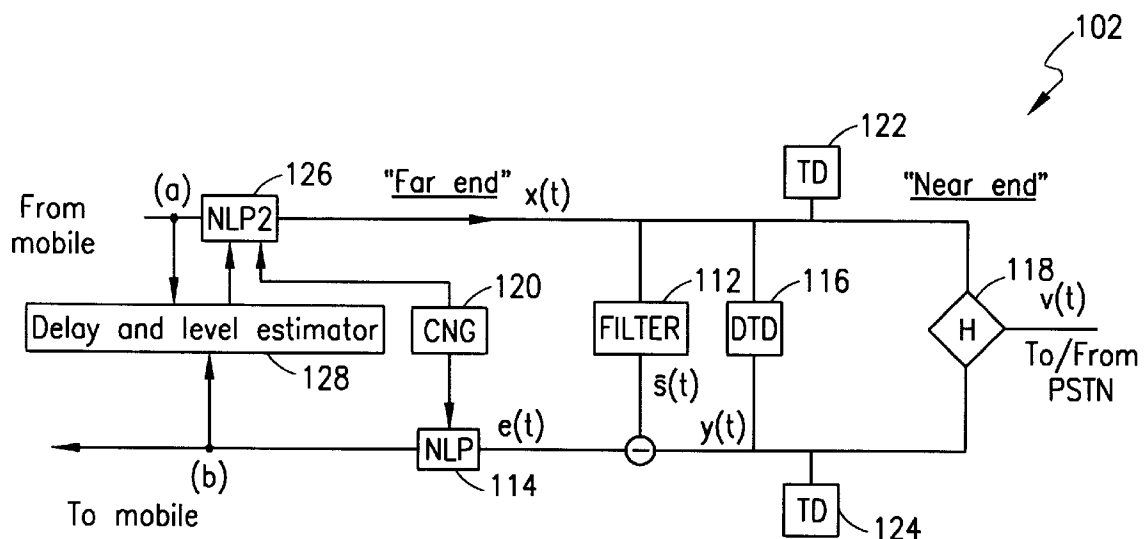 102
122
TD
126
"Far end"
"Near end"
(a)
x(t)
From
mobile
NLP2
120
112
116
118
v(t)
Delay and level estimator
CNG
FILTER
DTD
H
128
To/From
PSTN
ŝ(t)
e(t)
y(t)
NLP
−
(b)
114
To mobile
TD
124